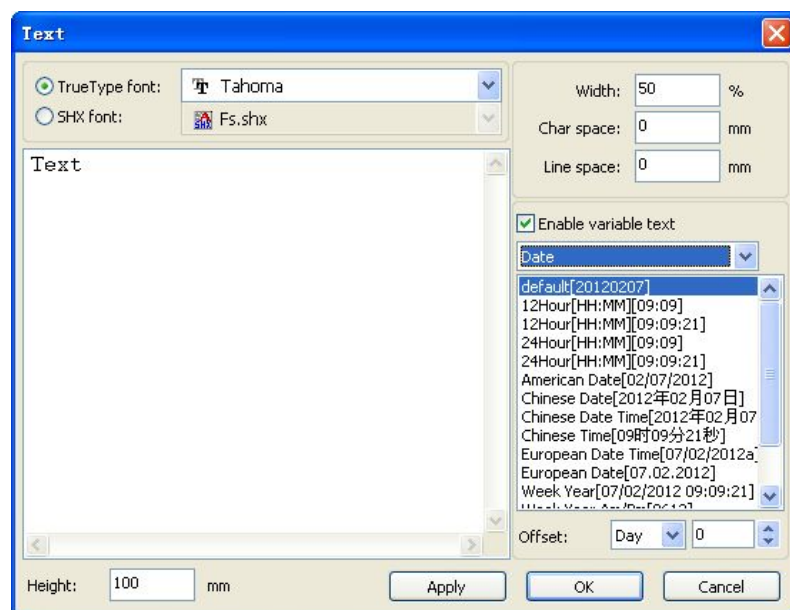 Text
TrueType font:
Tahoma
SHX font:
Fs.shx
Text
Width:
50
%
Char space:
0
mm
Line space:
0
mm
Enable variable text
Date
default[20120207]
12Hour[HH:MM][09:09]
12Hour[HH:MM][09:09:21]
24Hour[HH:MM][09:09]
24Hour[HH:MM][09:09:21]
American Date[02/07/2012]
Chinese Date[2012年02月07日]
Chinese Date Time[2012年02月07
Chinese Time[09时09分21秒]
European Date Time[07/02/2012a]
European Date[07.02.2012]
Week Year[07/02/2012 09:09:21]
Offset:
Day
0
Height:
100
mm
Apply
OK
Cancel